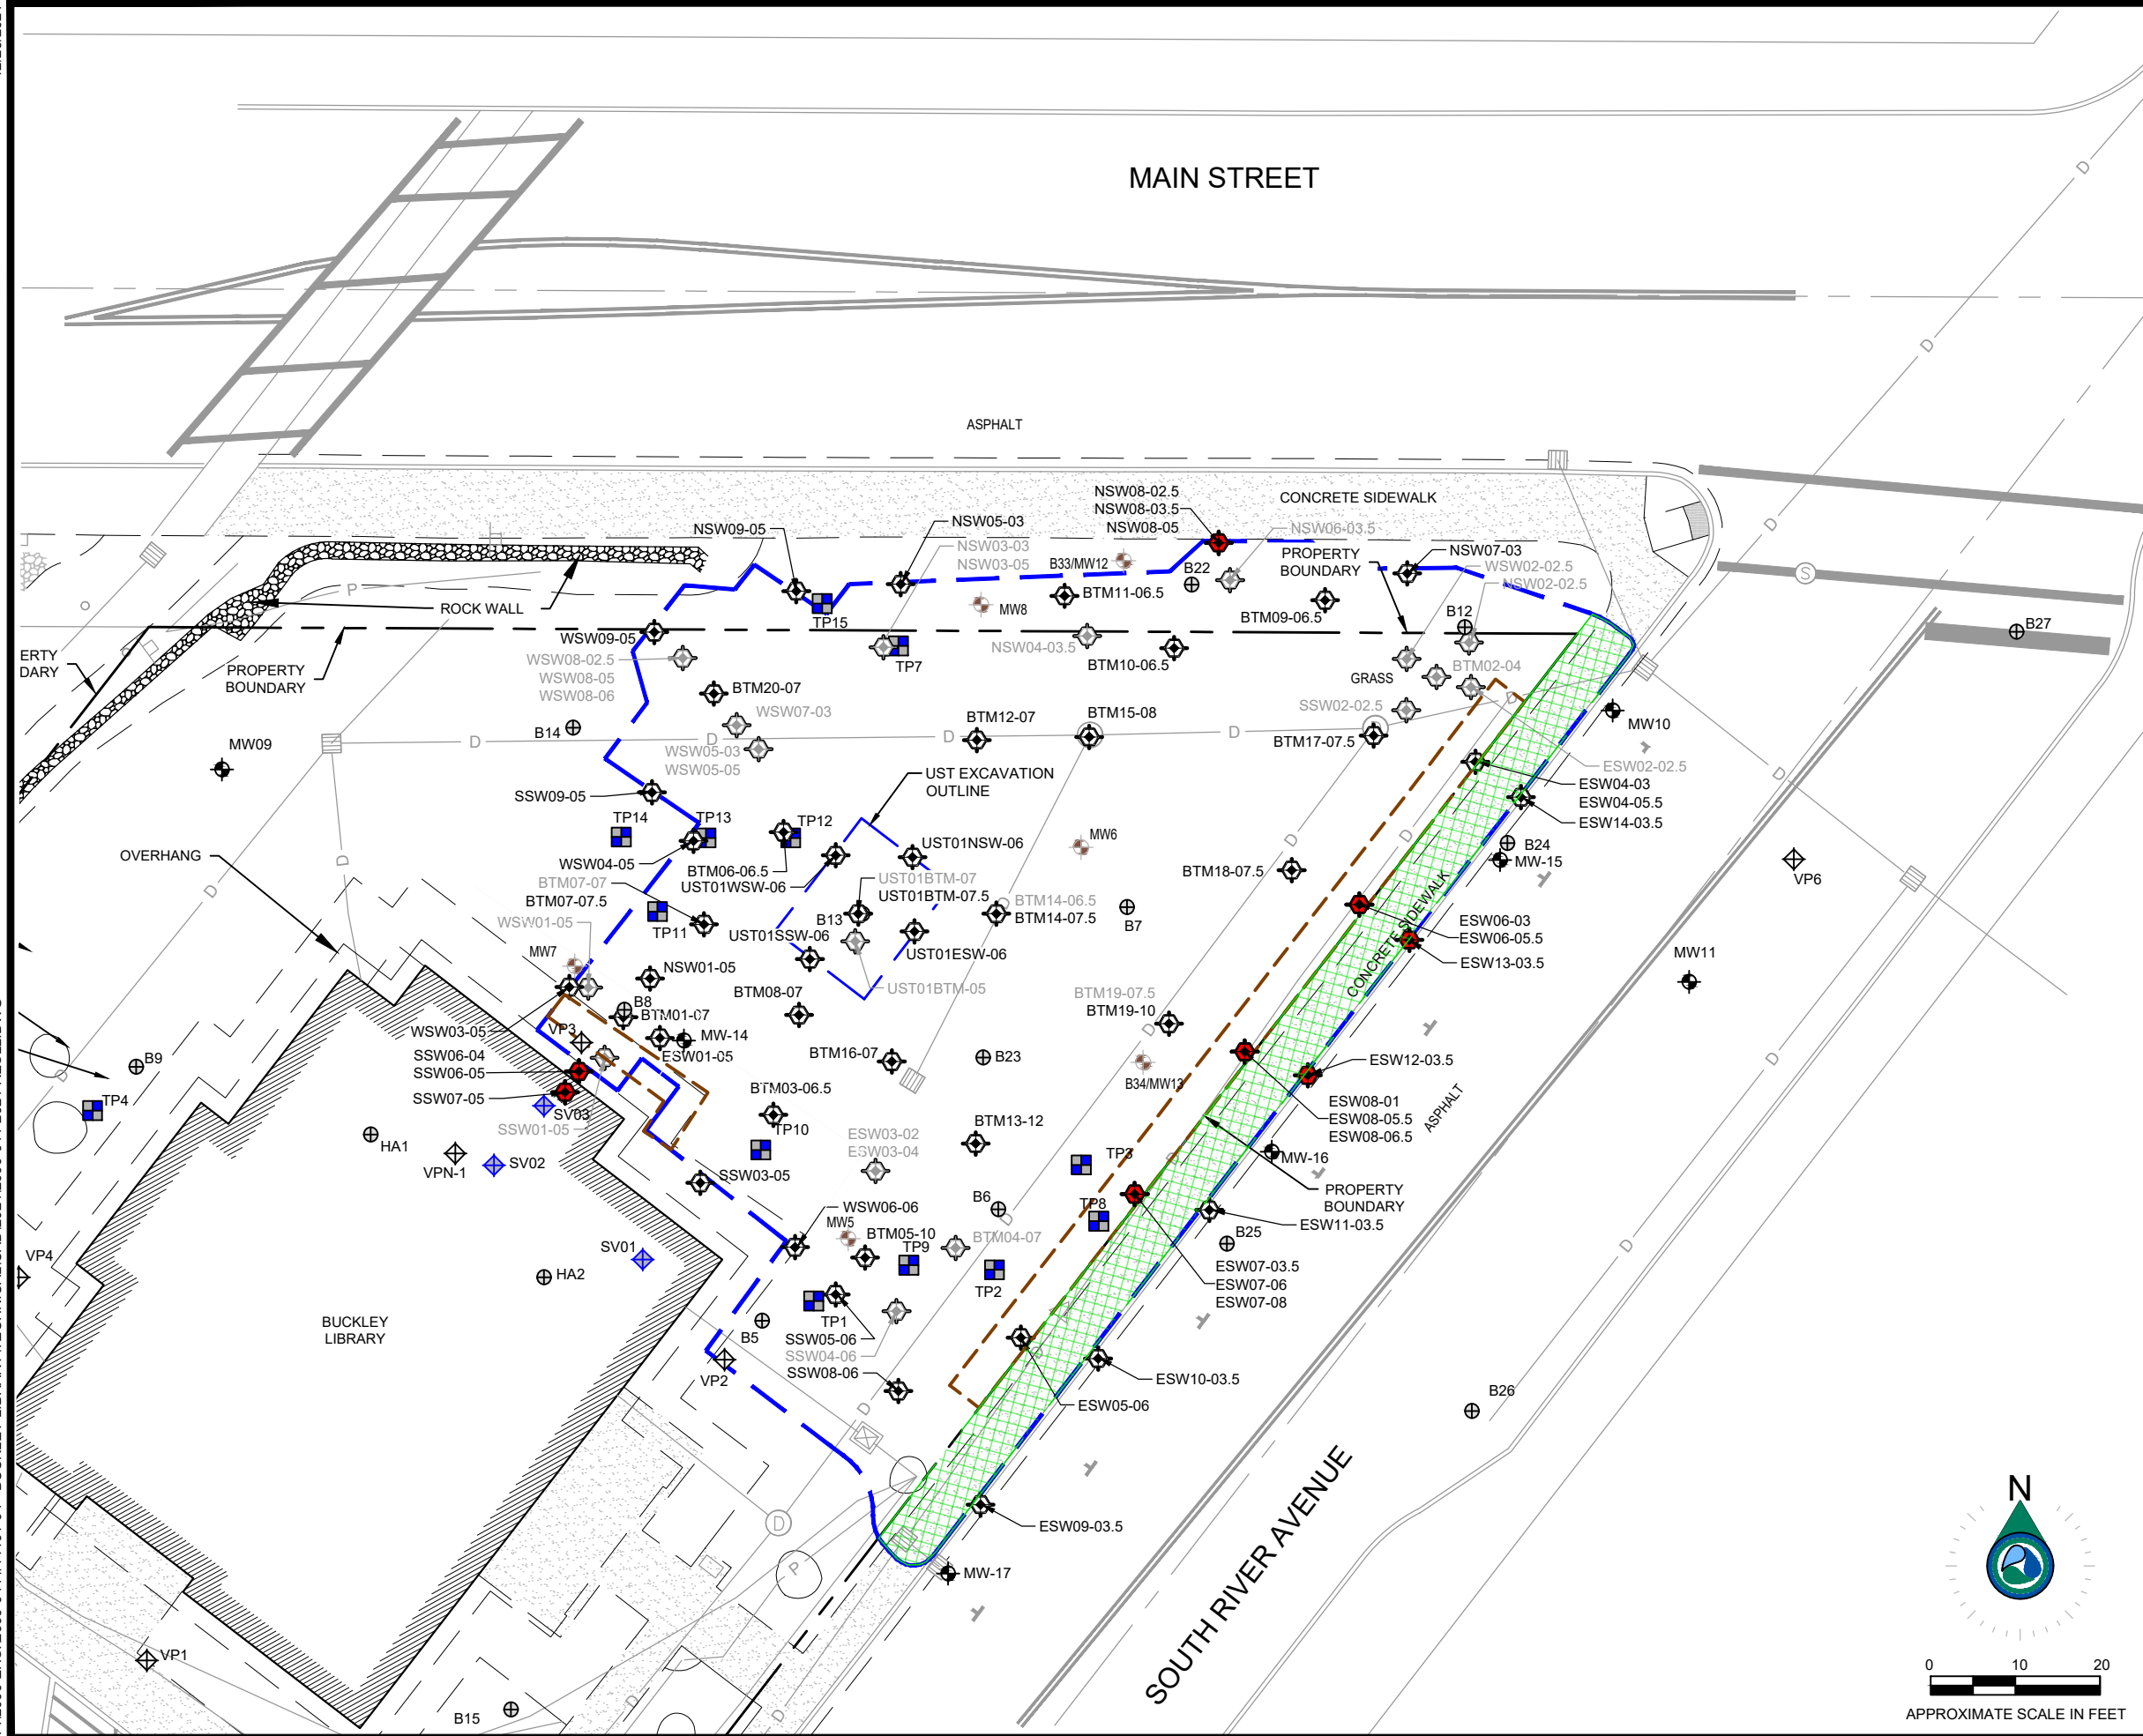 MAIN STREET
ASPHALT
NSW08-02.5
NSW08-03.5
NSW08-05
CONCRETE SIDEWALK
NSW09-05
NSW05-03
NSW03-03
NSW03-05
NSW06-03.5
B33/MW12
B22
PROPERTY
BOUNDARY
NSW07-03
WSW02-02.5
NSW02-02.5
S
P
ROCK WALL
TP15
MW8
BTM11-06.5
BTM09-06.5
B12
B27
WSW09-05
WSW08-02.5
WSW08-05
WSW08-06
PROPERTY
BOUNDARY
ERTY
DARY
TP7
NSW04-03.5
BTM10-06.5
BTM02-04
GRASS
BTM20-07
WSW07-03
SSW02-02.5
MW10
B14
MW09
D
D
D
D
WSW05-03
WSW05-05
BTM12-07
BTM15-08
BTM17-07.5
ESW02-02.5
ESW04-03
ESW04-05.5
ESW14-03.5
UST EXCAVATION
OUTLINE
SSW09-05
TP14
TP13
TP12
MW6
B24
MW-15
VP6
OVERHANG
WSW04-05
BTM06-06.5
UST01WSW-06
UST01NSW-06
BTM18-07.5
BTM07-07
BTM07-07.5
UST01BTM-07
UST01BTM-07.5
B13
BTM14-06.5
BTM14-07.5
B7
WSW01-05
TP11
UST01SSW-06
UST01ESW-06
CONCRETE SIDEWALK
ESW06-03
ESW06-05.5
ESW13-03.5
MW7
NSW01-05
UST01BTM-05
MW11
BTM08-07
B8
BTM01-07
BTM19-07.5
BTM19-10
WSW03-05
VP3
MW-14
ESW01-05
BTM16-07
B23
B9
SSW06-04
SSW06-05
SSW07-05
B34/MW13
ESW12-03.5
TP4
SV03
SSW01-05
BTM03-06.5
TP10
ESW08-01
ESW08-05.5
ESW08-06.5
ASPHALT
HA1
VPN-1
SV02
ESW03-02
ESW03-04
BTM13-12
TP3
MW-16
SSW03-05
PROPERTY
BOUNDARY
ESW11-03.5
B6
TP8
WSW06-06
MW5
BTM05-10
TP9
BTM04-07
B25
SV01
HA2
VP4
TP2
ESW07-03.5
ESW07-06
ESW07-08
BUCKLEY
LIBRARY
B5
TP1
SSW05-06
SSW04-06
SSW08-06
VP2
ESW10-03.5
ESW05-06
B26
ESW09-03.5
D
P
MW-17
SOUTH RIVER AVENUE
VP1
B15
N
0 10 20
APPROXIMATE SCALE IN FEET